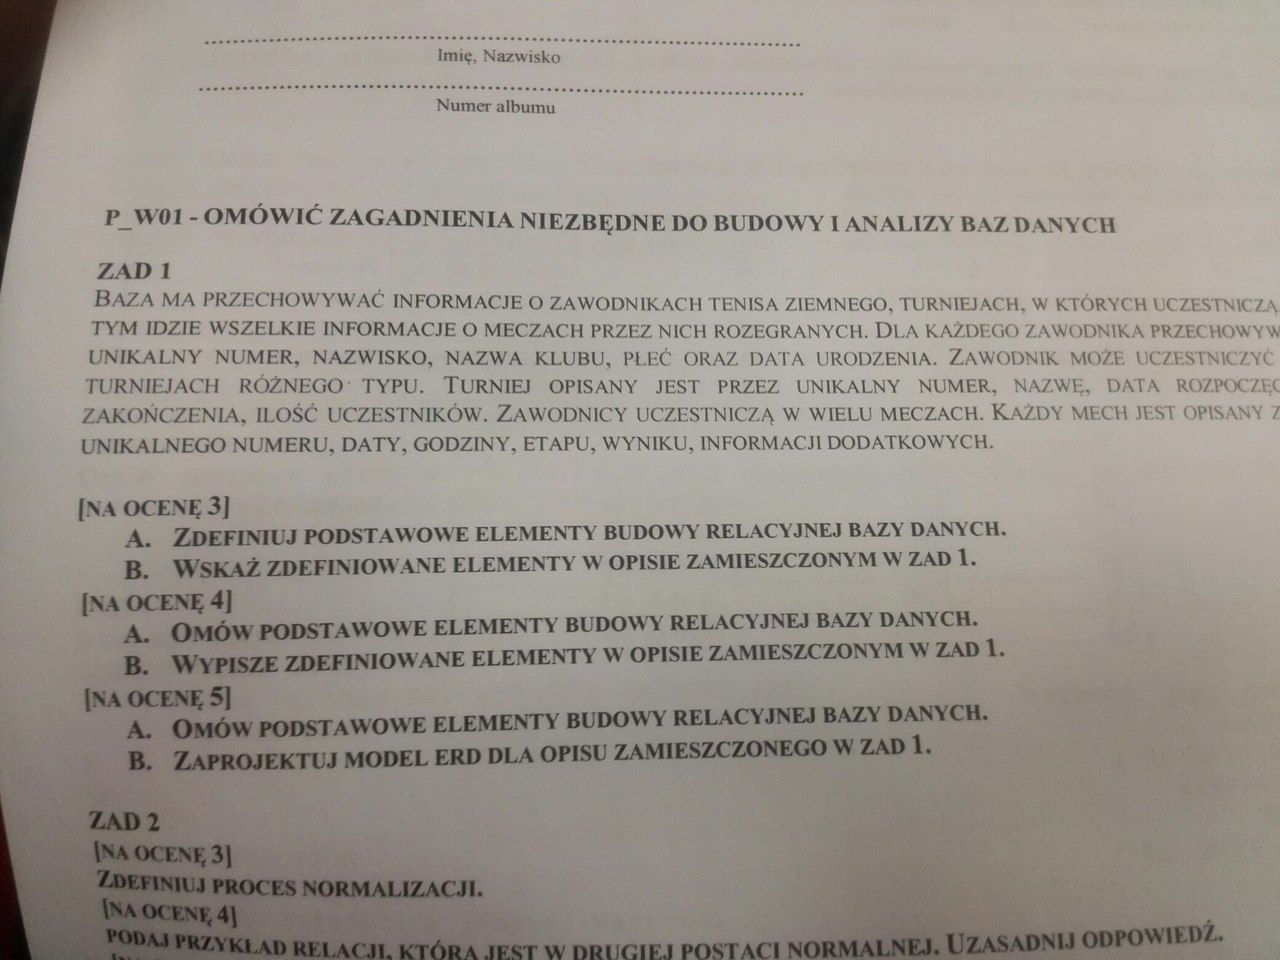 Imię, Nazwisko
Numer albumu
P_W01 - OMÓWIĆ ZAGADNIENIA NIEZBĘDNE DO BUDOWY I ANALIZY BAZ DANYCH
ZAD 1
BAZA MA PRZECHOWYWAĆ INFORMACJE O ZAWODNIKACH TENISA ZIEMNEGO, TURNIEJACH, W KTÓRYCH UCZESTNICZĄ
TYM IDZIE WSZELKIE INFORMACJE O MECZACH PRZEZ NICH ROZEGRANYCH. DLA KAŻDEGO ZAWODNIKA PRZECHOWYW
UNIKALNY NUMER, NAZWISKO, NAZWA KLUBU, PŁEĆ ORAZ DATA URODZENIA. ZAWODNIK MOŻE UCZESTNICZYĆ
TURNIEJACH RÓŻNEGO TYPU. TURNIEJ OPISANY JEST PRZEZ UNIKALNY NUMER, NAZWĘ, DATA ROZPOCZĘC
ZAKOŃCZENIA, ILOŚĆ UCZESTNIKÓW. ZAWODNICY UCZESTNICZĄ W WIELU MECZACH. KAŻDY MECH JEST OPISANY Z
UNIKALNEGO NUMERU, DATY, GODZINY, ETAPU, WYNIKU, INFORMACJI DODATKOWYCH.
[NA OCENĘ 3]
A. ZDEFINIUJ PODSTAWOWE ELEMENTY BUDOWY RELACYJNEJ BAZY DANYCH.
B. WSKAŻ ZDEFINIOWANE ELEMENTY W OPISIE ZAMIESZCZONYM W ZAD 1.
[NA OCENĘ 4]
A. OMÓW PODSTAWOWE ELEMENTY BUDOWY RELACYJNEJ BAZY DANYCH.
B. WYPISZE ZDEFINIOWANE ELEMENTY W OPISIE ZAMIESZCZONYM W ZAD 1.
[NA OCENĘ 5]
A. OMÓW PODSTAWOWE ELEMENTY BUDOWY RELACYJNEJ BAZY DANYCH.
B. ZAPROJEKTUJ MODEL ERD DLA OPISU ZAMIESZCZONEGO W ZAD 1.
ZAD 2
[NA OCENĘ 3]
ZDEFINIUJ PROCES NORMALIZACJI.
[NA OCENĘ 4]
PODAJ PRZYKŁAD RELACJI, KTÓRA JEST W DRUGIEJ POSTACI NORMALNEJ. UZASADNIJ ODPOWIEDŹ.